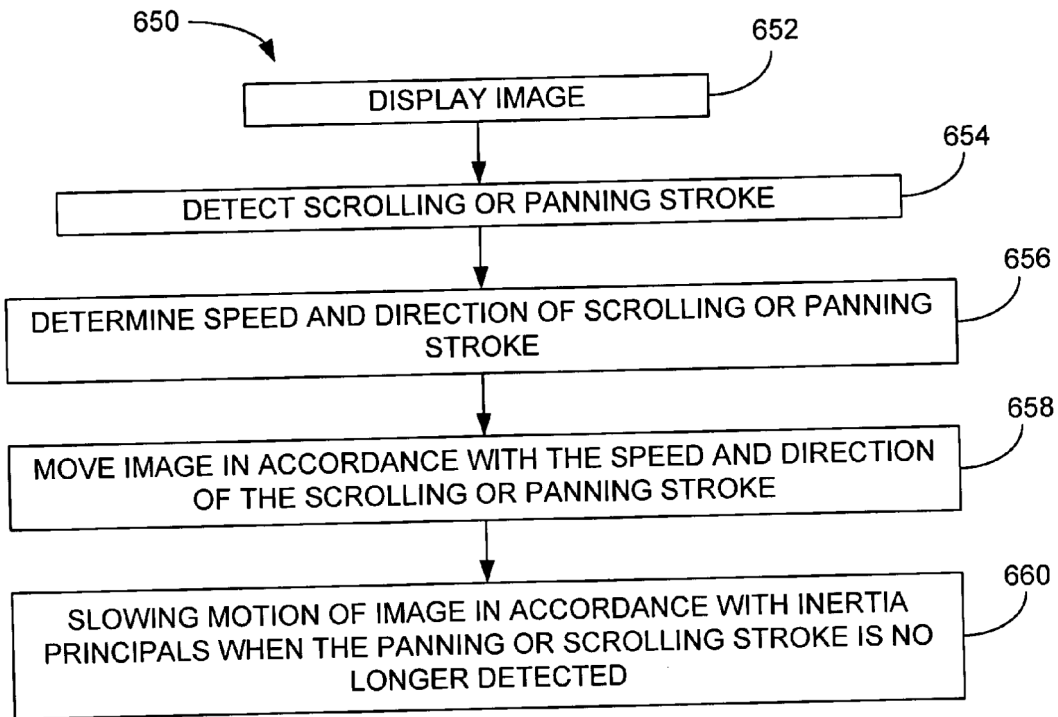 650
652
DISPLAY IMAGE
654
DETECT SCROLLING OR PANNING STROKE
656
DETERMINE SPEED AND DIRECTION OF SCROLLING OR PANNING
STROKE
658
MOVE IMAGE IN ACCORDANCE WITH THE SPEED AND DIRECTION
OF THE SCROLLING OR PANNING STROKE
660
SLOWING MOTION OF IMAGE IN ACCORDANCE WITH INERTIA
PRINCIPALS WHEN THE PANNING OR SCROLLING STROKE IS NO
LONGER DETECTED